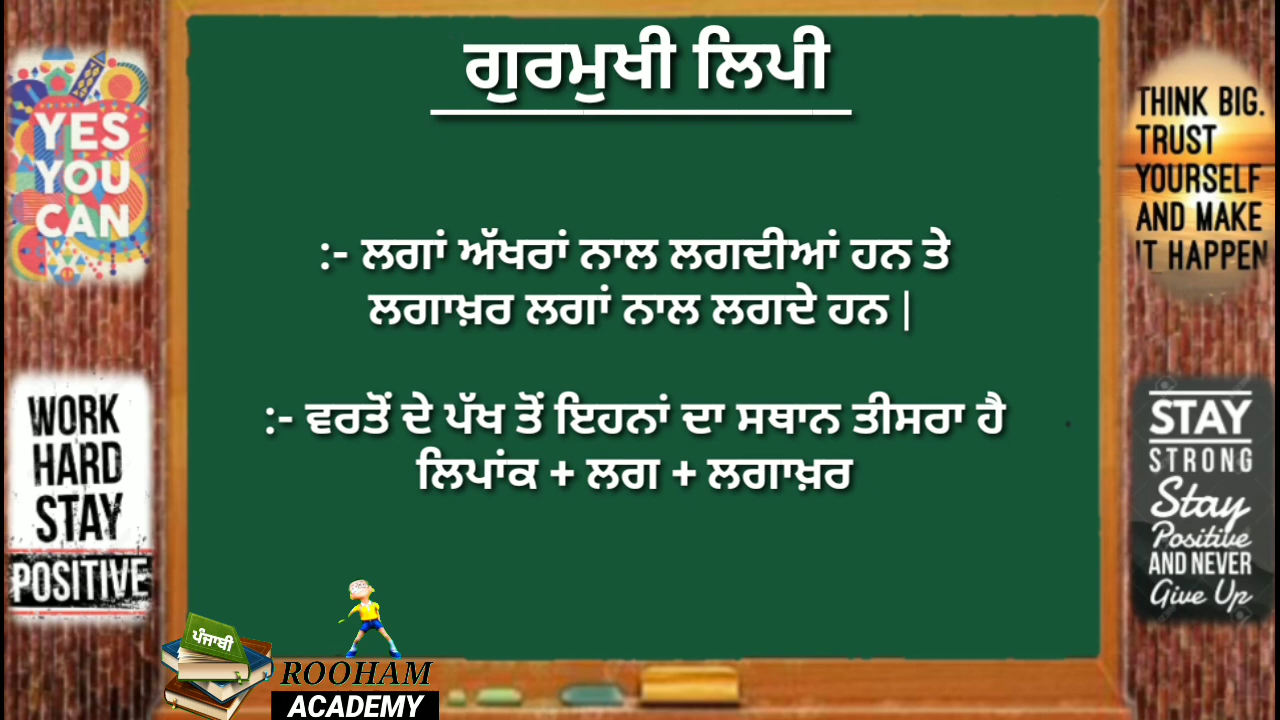 ਗੁਰਮੁਖੀ ਲਿਪੀ
:- ਲਗਾਂ ਅੱਖਰਾਂ ਨਾਲ ਲਗਦੀਆਂ ਹਨ ਤੇ
ਲਗਾਖ਼ਰ ਲਗਾਂ ਨਾਲ ਲਗਦੇ ਹਨ |
:- ਵਰਤੋਂ ਦੇ ਪੱਖ ਤੋਂ ਇਹਨਾਂ ਦਾ ਸਥਾਨ ਤੀਸਰਾ ਹੈ
ਲਿਪਾਂਕ + ਲਗ + ਲਗਾਖ਼ਰ
YES
YOU
CAN
WORK
HARD
STAY
POSITIVE
THINK BIG.
TRUST
YOURSELF
AND MAKE
IT HAPPEN
STAY
STRONG
Stay
Positive
AND NEVER
Give Up
ਪੰਜਾਬੀ
ROOHAM
ACADEMY